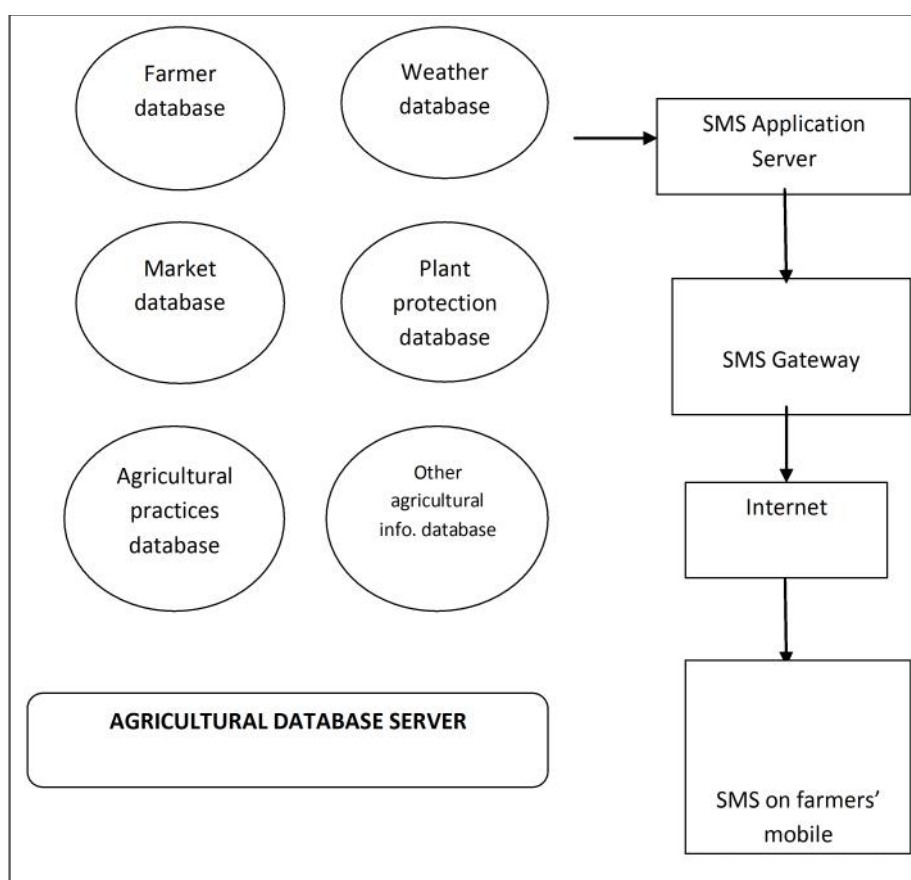 Farmer
database
Weather
database
SMS Application
Server
Market
database
Plant
protection
database
SMS Gateway
Agricultural
practices
database
Other
agricultural
info. database
Internet
AGRICULTURAL DATABASE SERVER
SMS on farmers’
mobile